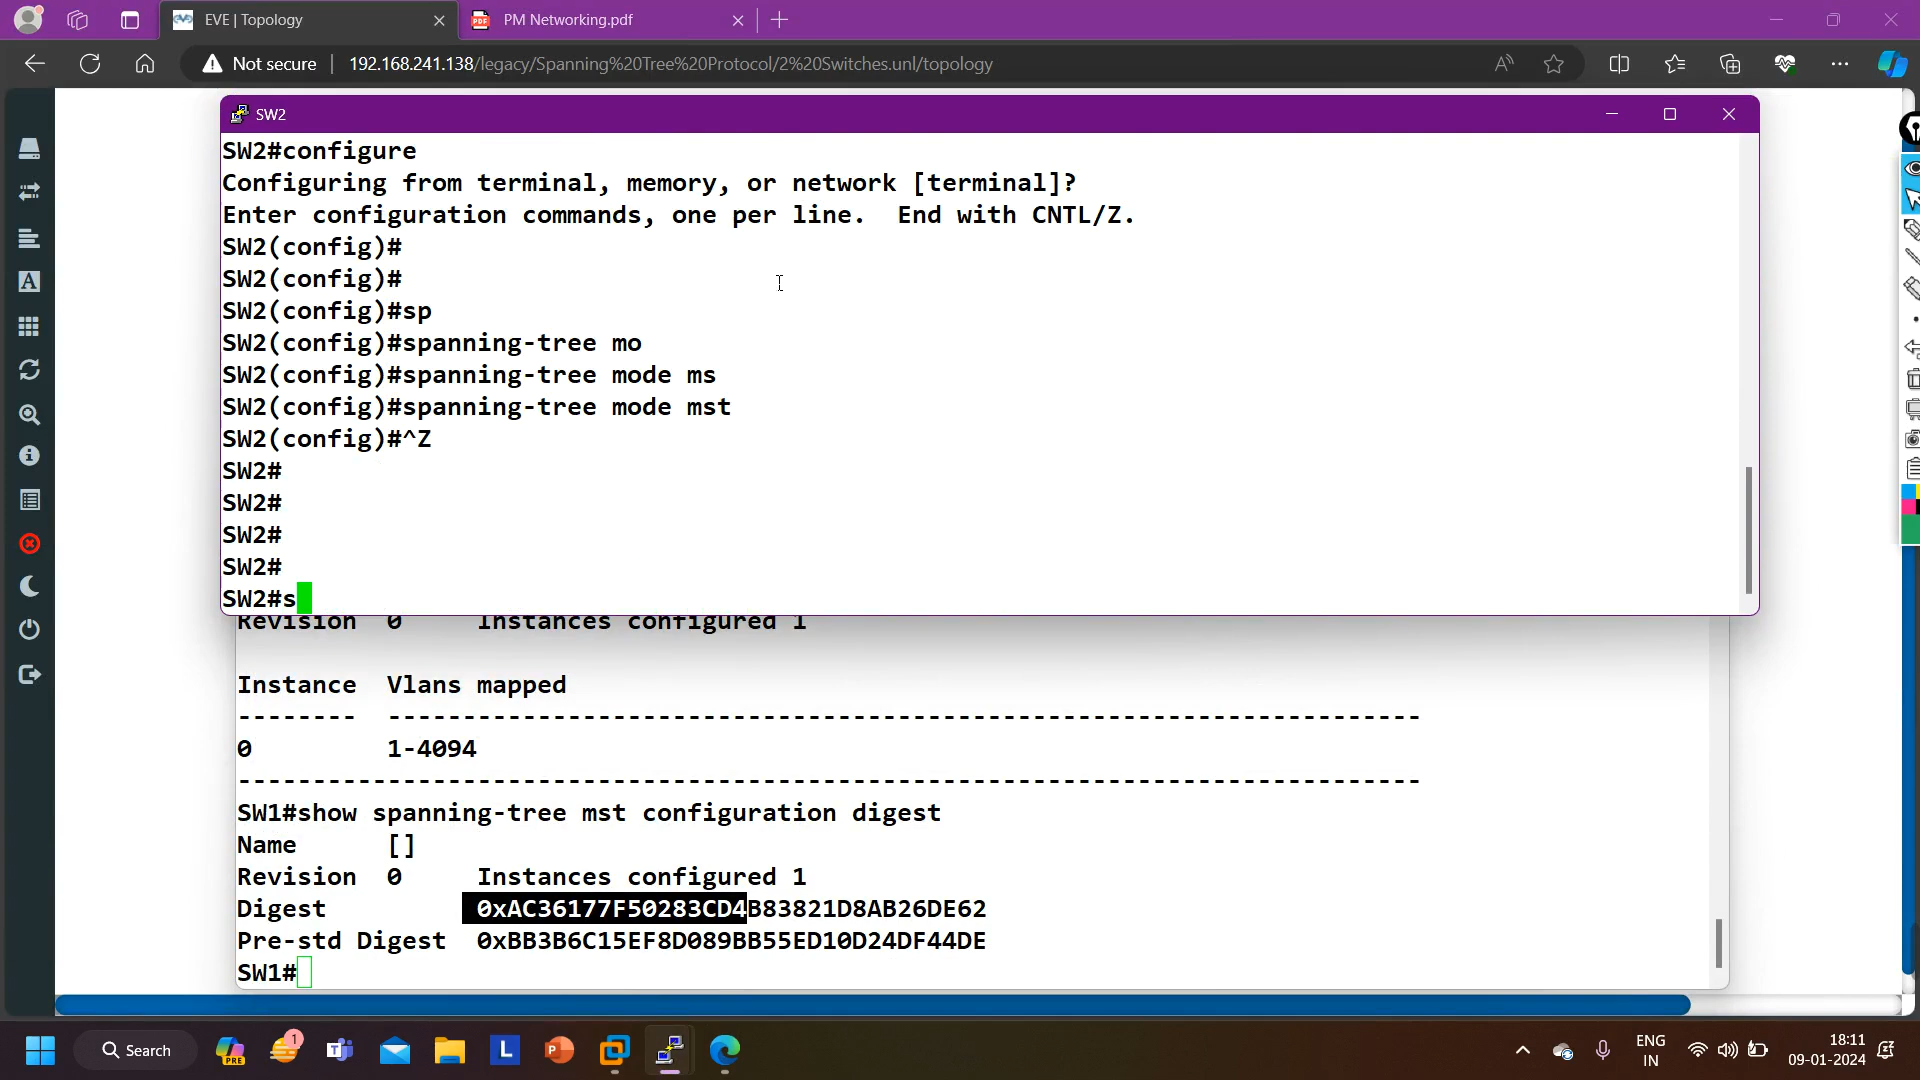 EVE | Topology
PM Networking.pdf
Not secure
192.168.241.138/legacy/Spanning%20Tree%20Protocol/2%20Switches.unl/topology
SW2
SW2#configure
Configuring from terminal, memory, or network [terminal]?
Enter configuration commands, one per line.  End with CNTL/Z.
SW2(config)#
SW2(config)#
SW2(config)#sp
SW2(config)#spanning-tree mo
SW2(config)#spanning-tree mode ms
SW2(config)#spanning-tree mode mst
SW2(config)#^Z
SW2#
SW2#
SW2#
SW2#
SW2#s
Revision  0     Instances configured 1
Instance  Vlans mapped
--------  ---------------------------------------------------------------------
0         1-4094
-------------------------------------------------------------------------------
SW1#show spanning-tree mst configuration digest
Name      []
Revision  0     Instances configured 1
Digest          0xAC36177F50283CD4B83821D8AB26DE62
Pre-std Digest  0xBB3B6C15EF8D089BB55ED10D24DF44DE
SW1#
Search
PRE
1
L
P
ENG
IN
18:11
09-01-2024